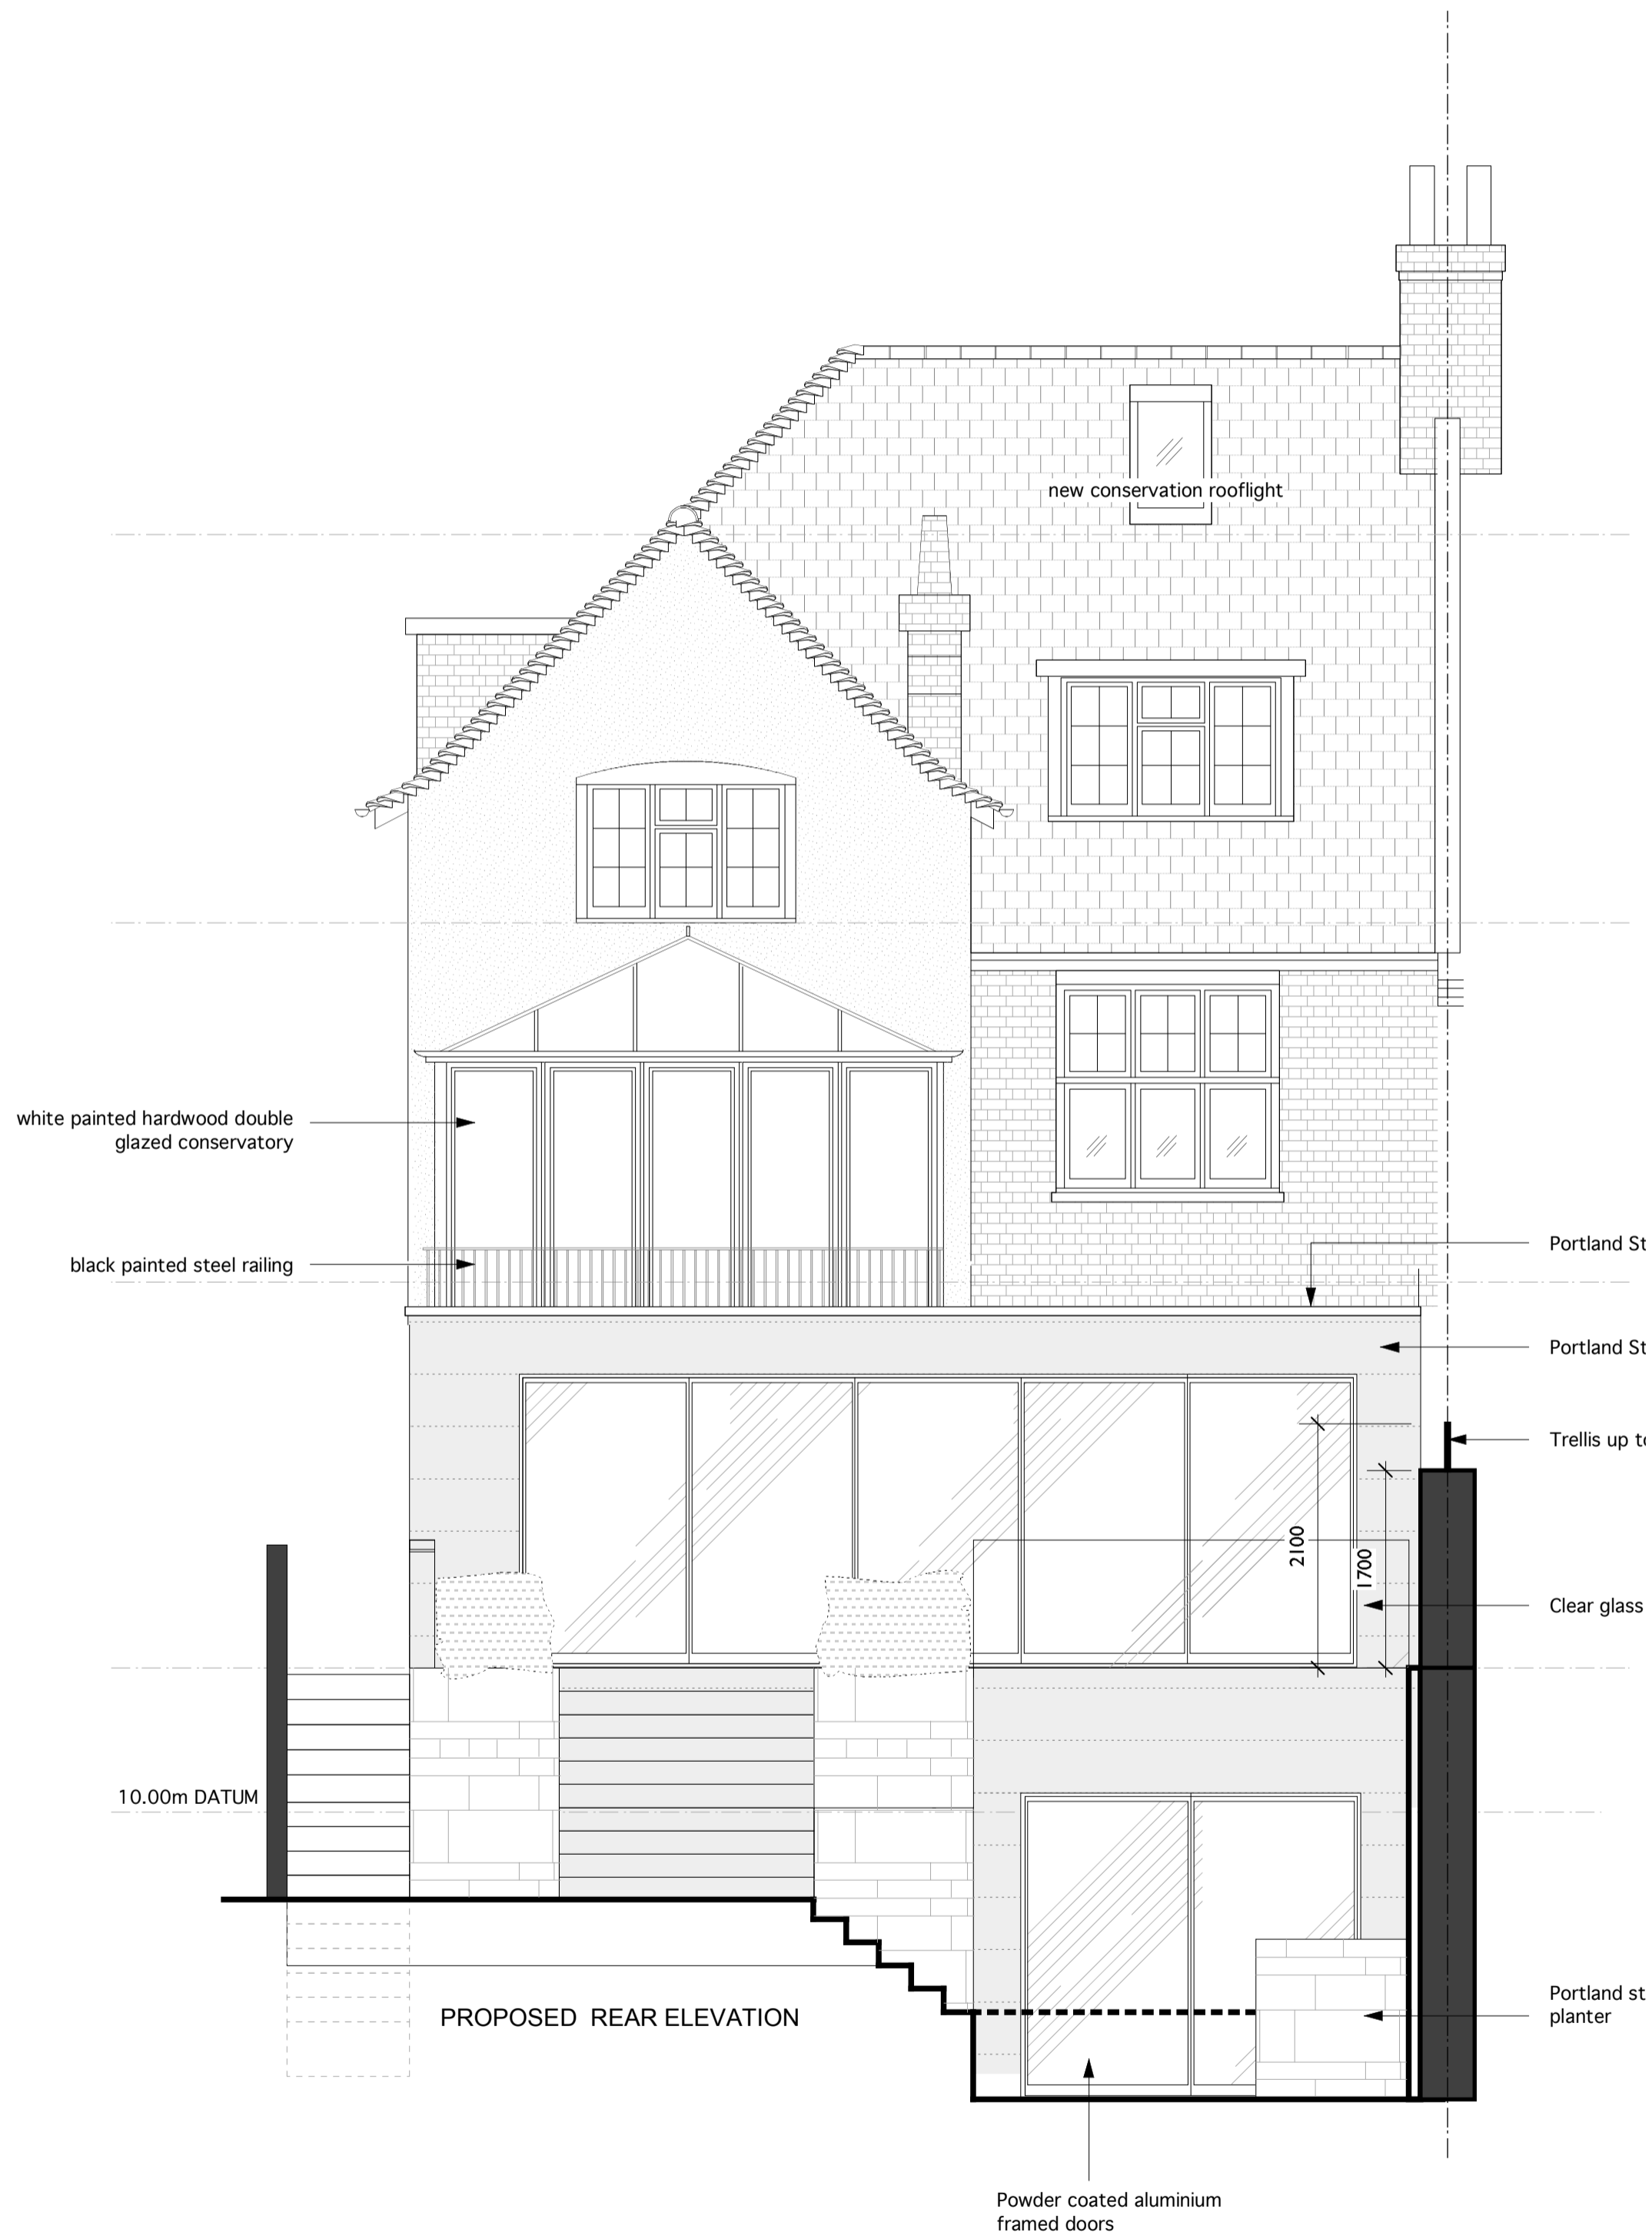 new conservation rooflight
white painted hardwood double
glazed conservatory
black painted steel railing
Portland St
Portland St
Trellis up to
2100
1700
Clear glass
10.00m DATUM
PROPOSED REAR ELEVATION
Portland st
planter
Powder coated aluminium
framed doors